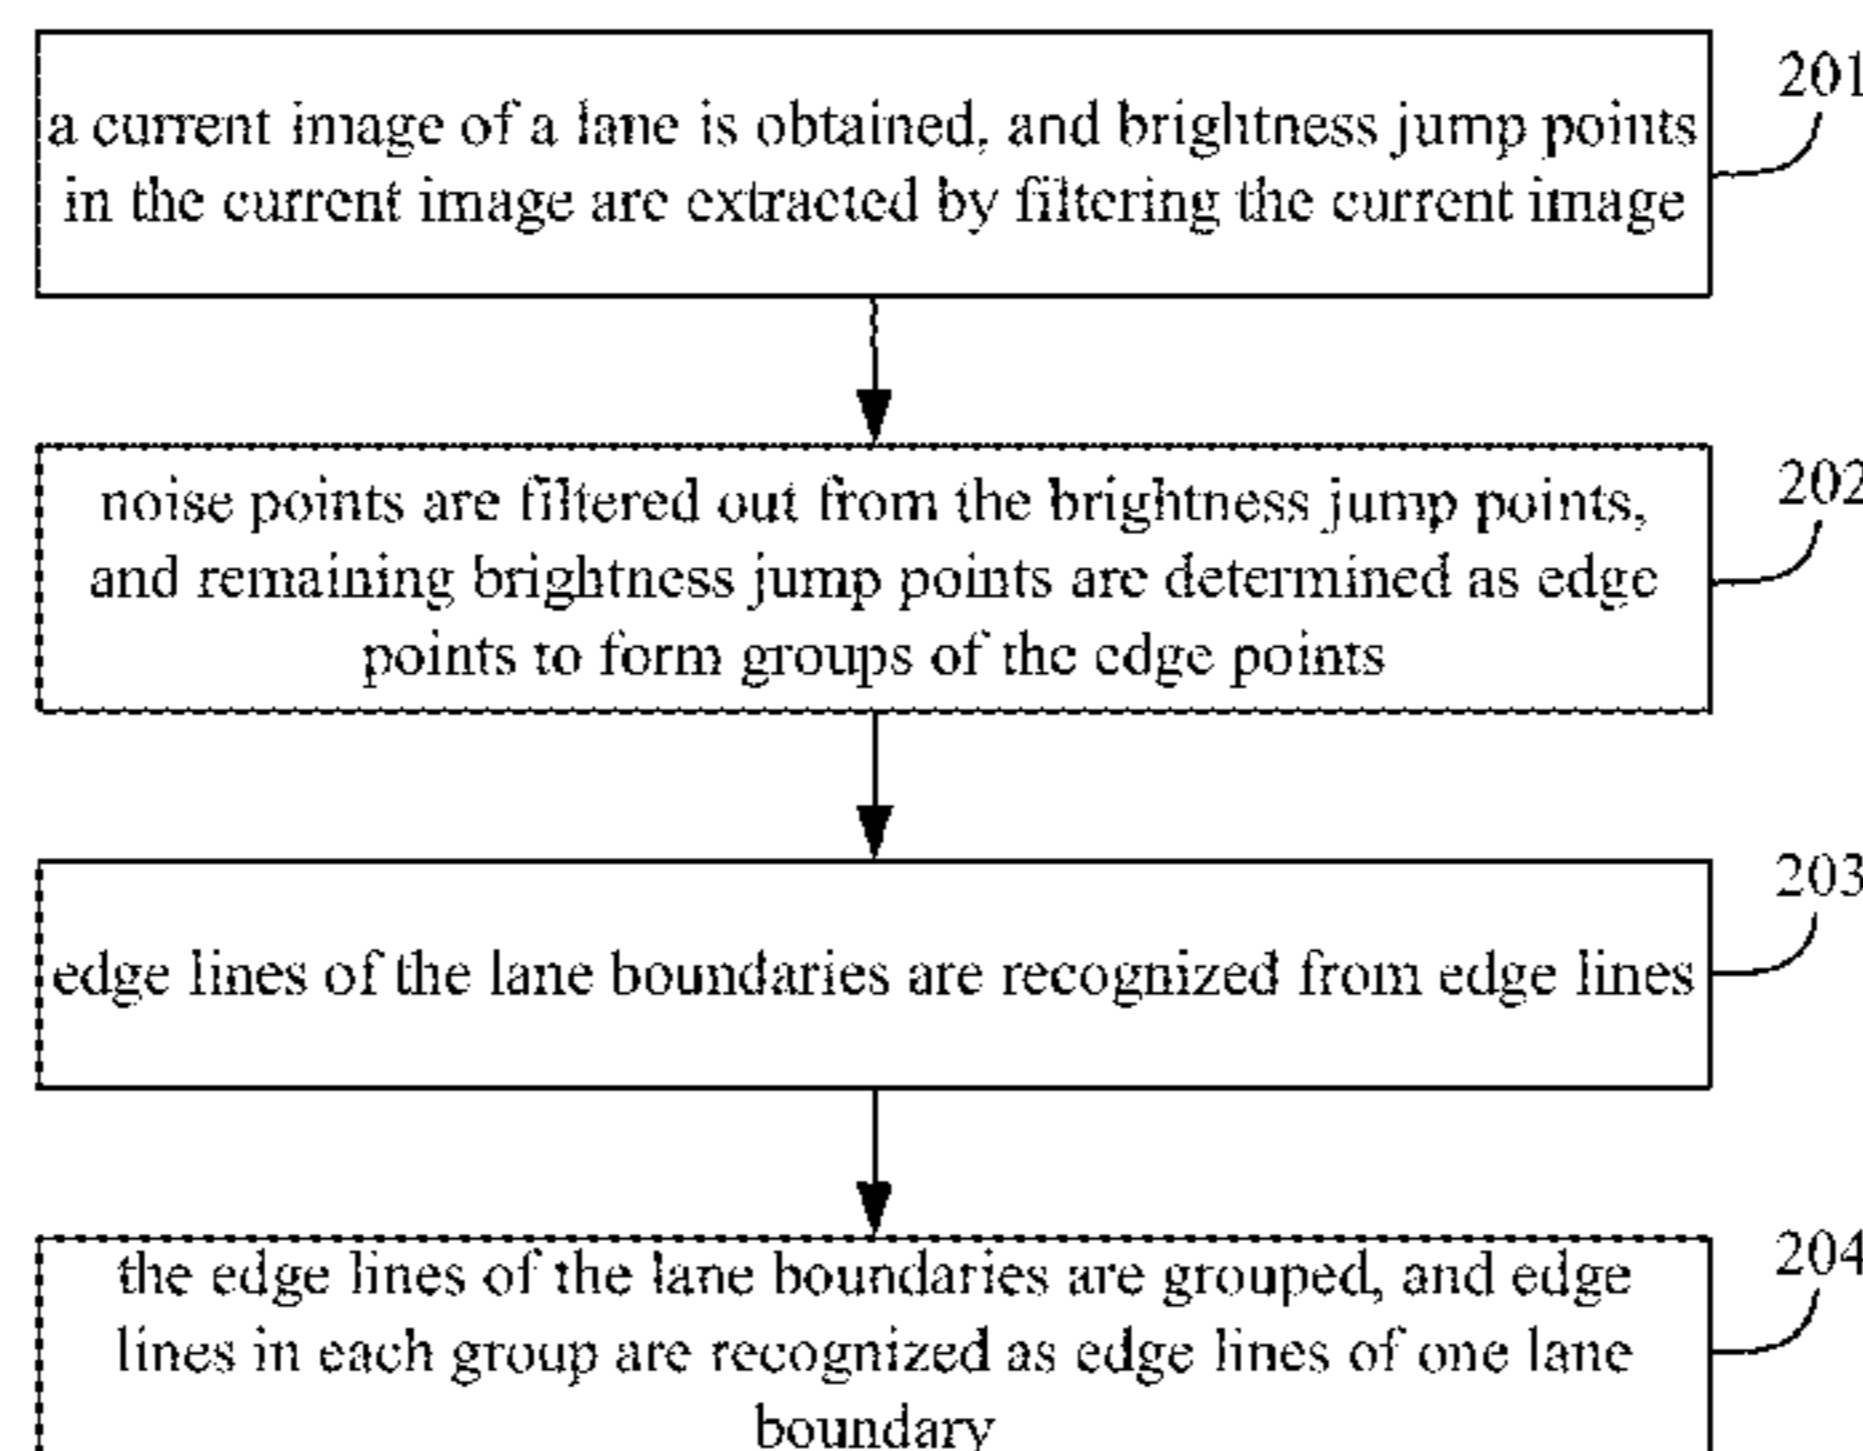 a current image of a lane is obtained, and brightness jump points
in the current image are extracted by filtering the current image
201
noise points are filtered out from the brightness jump points,
and remaining brightness jump points are determined as edge
points to form groups of the edge points
202
edge lines of the lane boundaries are recognized from edge lines
203
the edge lines of the lane boundaries are grouped, and edge
lines in each group are recognized as edge lines of one lane
boundary
204